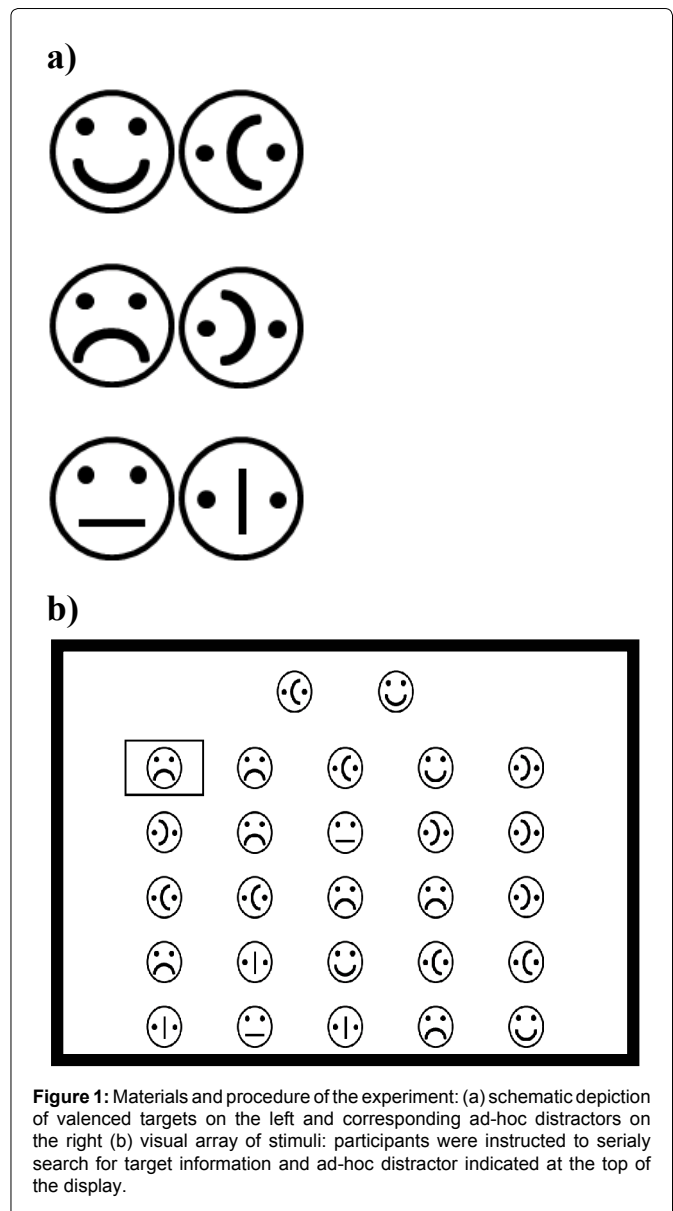 a)
b)
Figure 1: Materials and procedure of the experiment: (a) schematic depiction
of valenced targets on the left and corresponding ad-hoc distractors on
the right (b) visual array of stimuli: participants were instructed to serialy
search for target information and ad-hoc distractor indicated at the top of
the display.